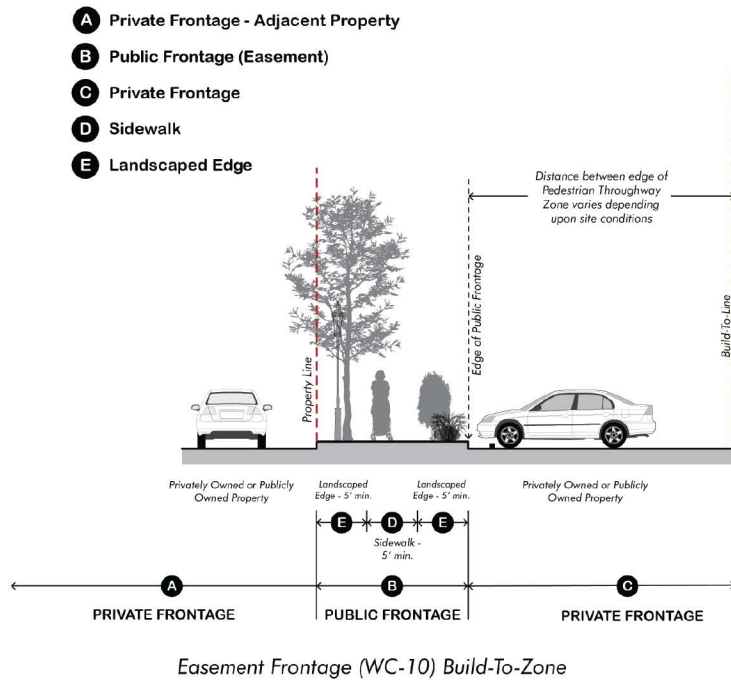 A Private Frontage - Adjacent Property
B Public Frontage (Easement)
C Private Frontage
D Sidewalk
E Landscaped Edge
Distance between edge of
Pedestrian Throughway
Zone varies depending
upon site conditions
Property Line
Edge of Public Frontage
Build-To-Line
Privately Owned or Publicly
Owned Property
Landscaped
Edge - 5' min.
Landscaped
Edge - 5' min.
Privately Owned or Publicly
Owned Property
E D E
Sidewalk -
5' min.
A B C
PRIVATE FRONTAGE PUBLIC FRONTAGE PRIVATE FRONTAGE
Easement Frontage (WC-10) Build-To-Zone